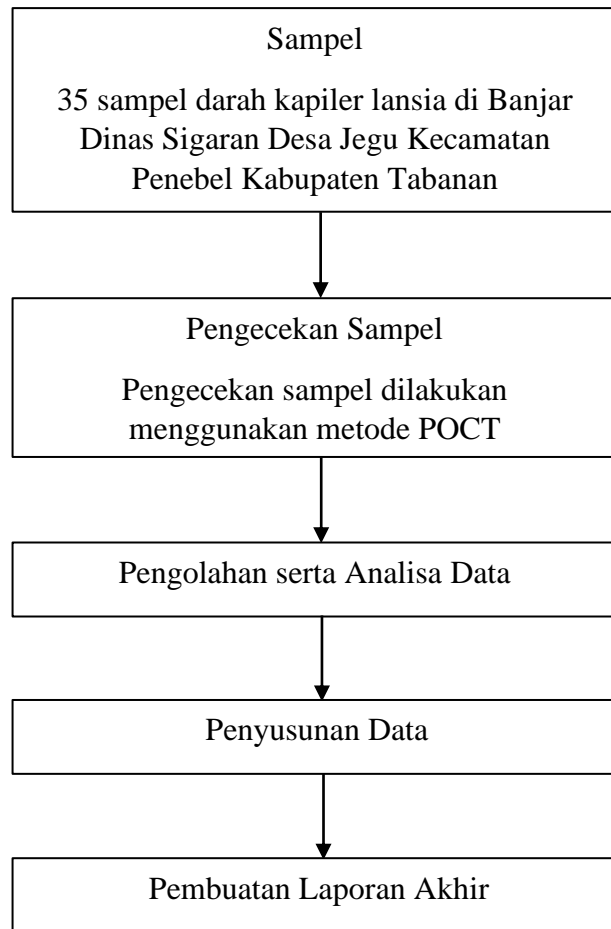 Sampel
35 sampel darah kapiler lansia di Banjar
Dinas Sigaran Desa Jegu Kecamatan
Penebel Kabupaten Tabanan
Pengecekan Sampel
Pengecekan sampel dilakukan
menggunakan metode POCT
Pengolahan serta Analisa Data
Penyusunan Data
Pembuatan Laporan Akhir